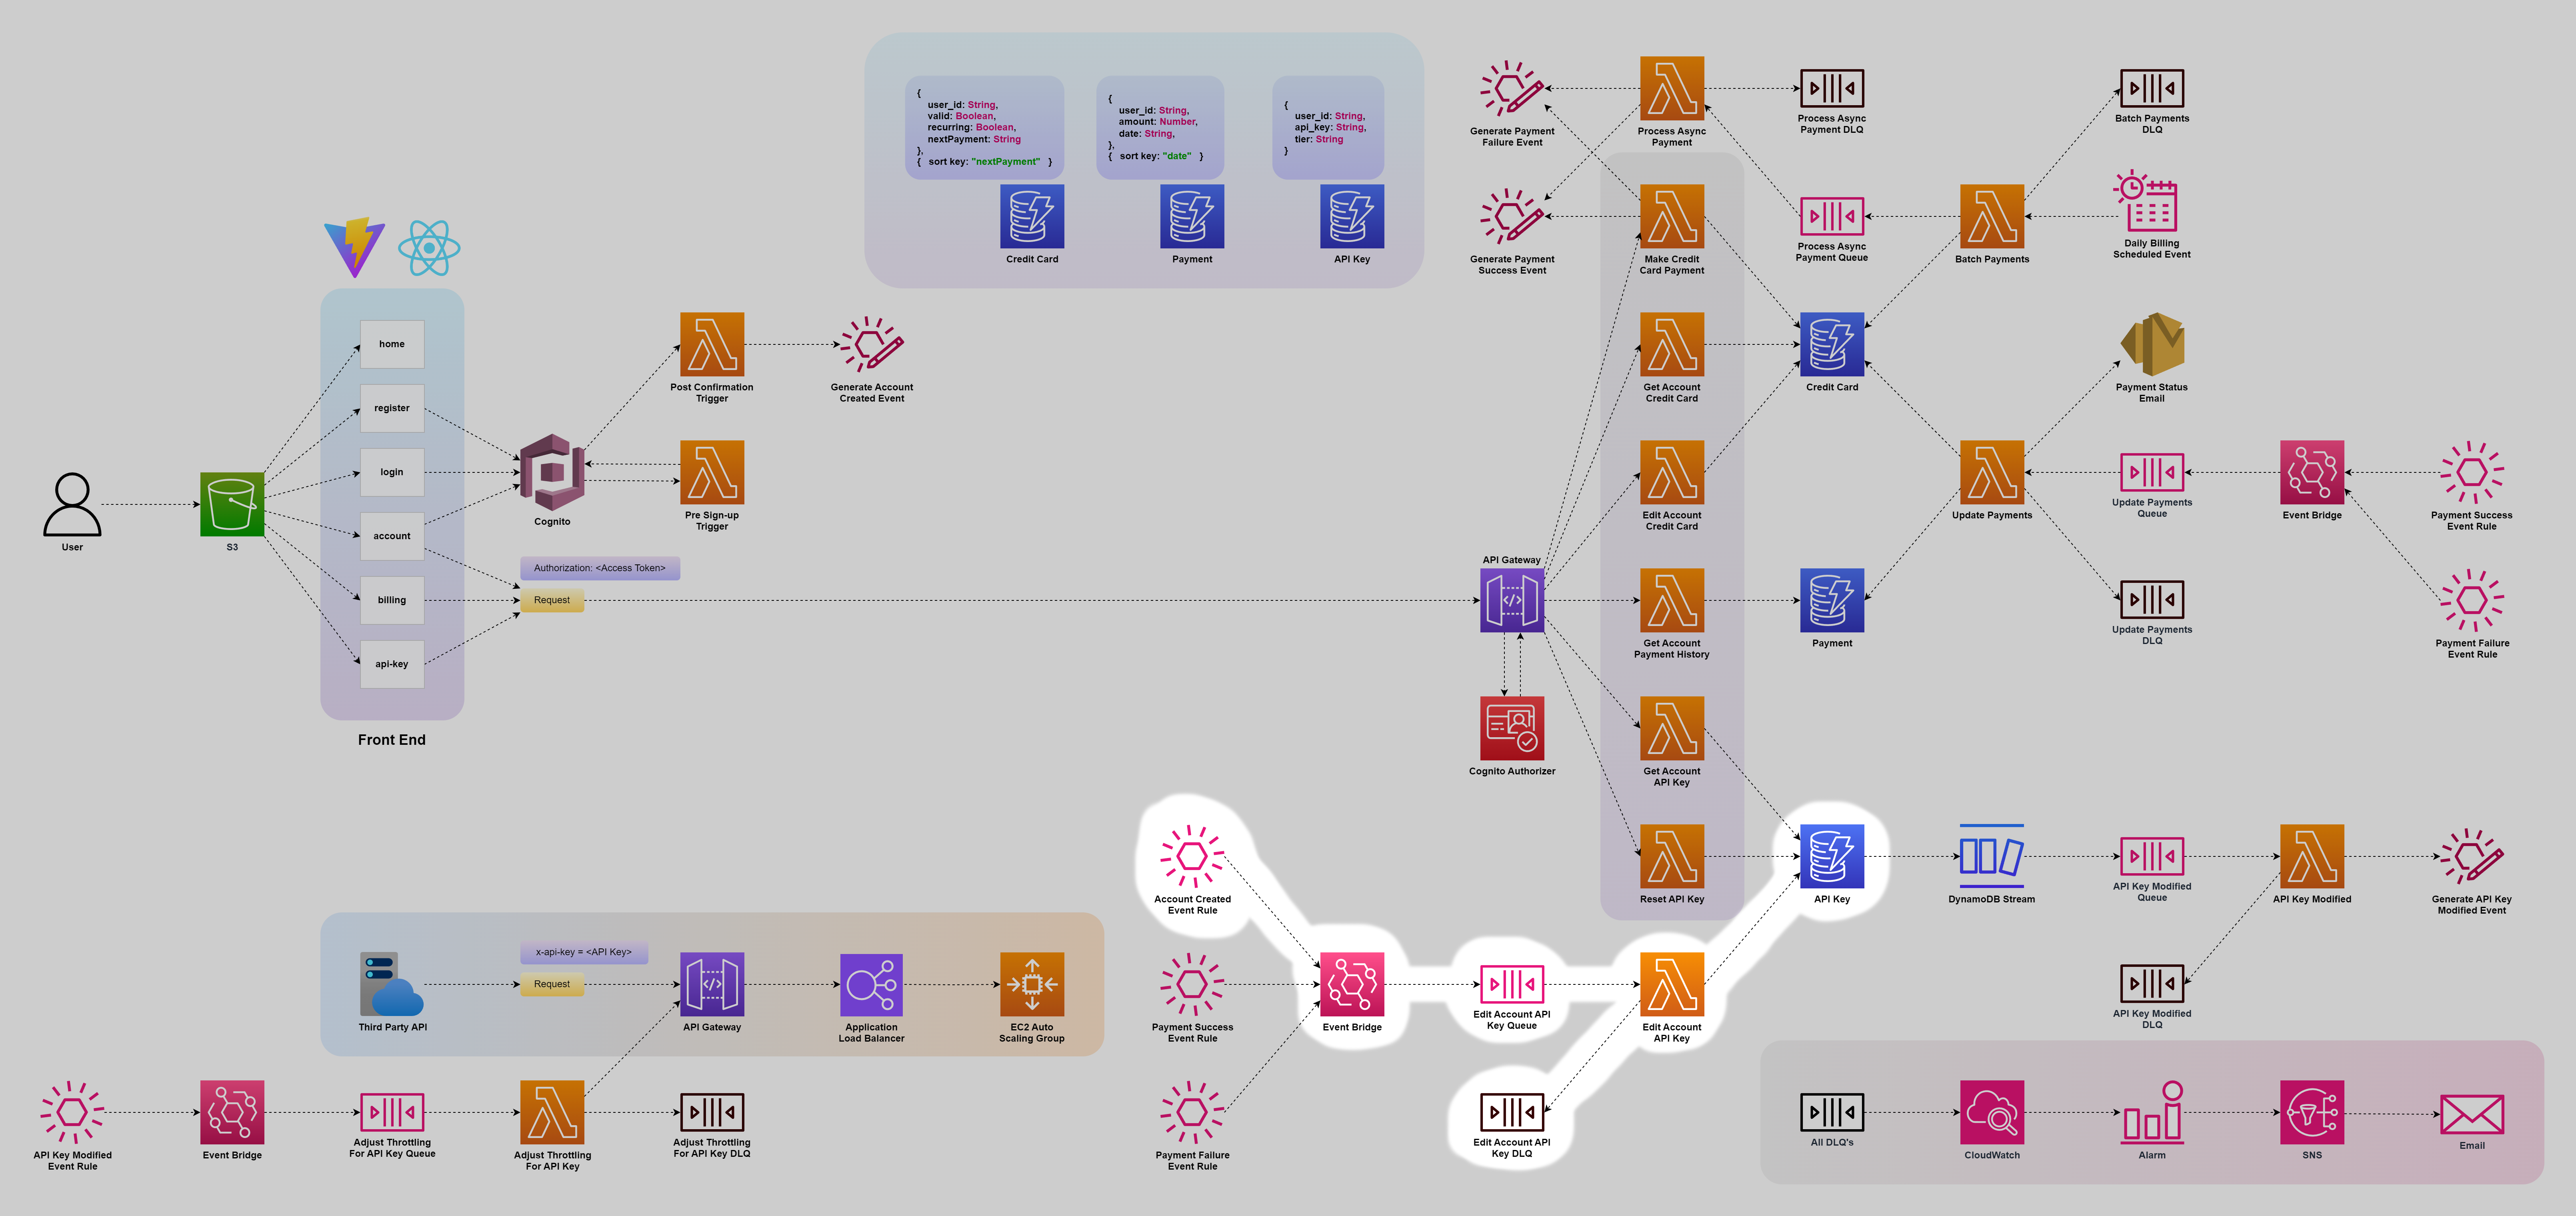 {
user_id: String,
valid: Boolean,
recurring: Boolean,
nextPayment: String
},
{ sort key: "nextPayment" }
Credit Card
{
user_id: String,
amount: Number,
date: String,
},
{ sort key: "date" }
Payment
{
user_id: String,
api_key: String,
tier: String
}
API Key
Generate Payment
Failure Event
Process Async
Payment
Process Async
Payment DLQ
Batch Payments
DLQ
Generate Payment
Success Event
Make Credit
Card Payment
Process Async
Payment Queue
Batch Payments
Daily Billing
Scheduled Event
home
register
login
account
billing
api-key
Front End
User
S3
Cognito
Post Confirmation
Trigger
Generate Account
Created Event
Pre Sign-up
Trigger
Authorization: <Access Token>
Request
Get Account
Credit Card
Credit Card
Payment Status
Email
Edit Account
Credit Card
Update Payments
Update Payments
Queue
Event Bridge
Payment Success
Event Rule
API Gateway
Get Account
Payment History
Payment
Update Payments
DLQ
Payment Failure
Event Rule
Cognito Authorizer
Get Account
API Key
Account Created
Event Rule
Reset API Key
API Key
DynamoDB Stream
API Key Modified
Queue
API Key Modified
Generate API Key
Modified Event
Third Party API
x-api-key = <API Key>
Request
API Gateway
Application
Load Balancer
EC2 Auto
Scaling Group
Payment Success
Event Rule
Event Bridge
Edit Account API
Key Queue
Edit Account
API Key
API Key Modified
DLQ
API Key Modified
Event Rule
Event Bridge
Adjust Throttling
For API Key Queue
Adjust Throttling
For API Key
Adjust Throttling
For API Key DLQ
Payment Failure
Event Rule
Edit Account API
Key DLQ
All DLQ's
CloudWatch
Alarm
SNS
Email